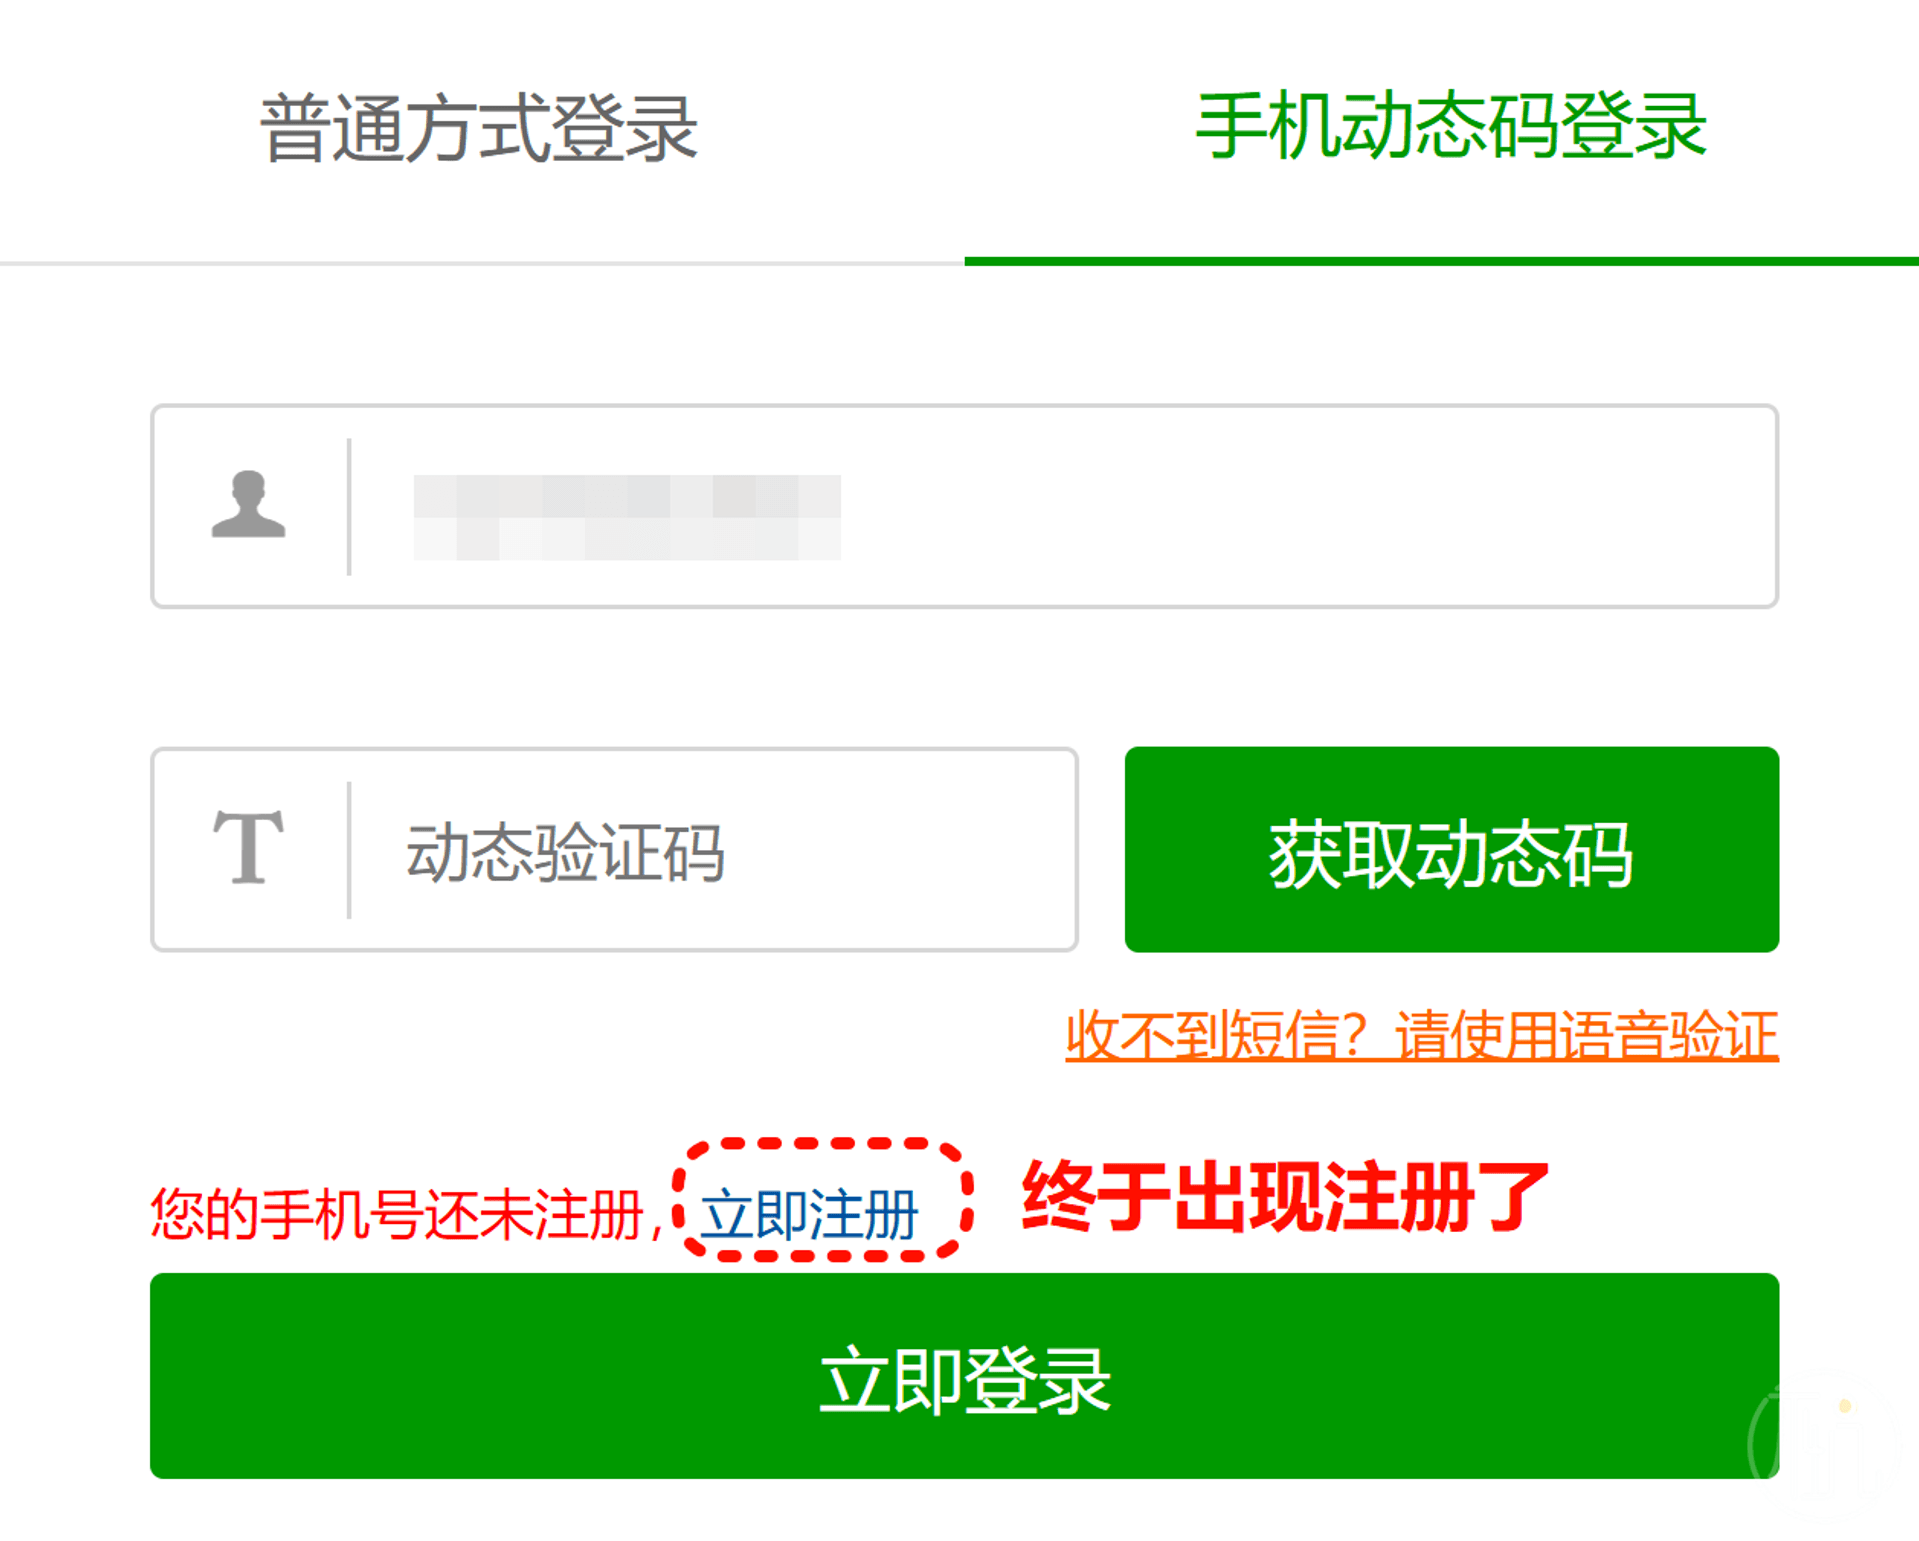 普通方式登录
手机动态码登录
T
动态验证码
获取动态码
收不到短信？请使用语音验证
您的手机号还未注册，立即注册
终于出现注册了
立即登录